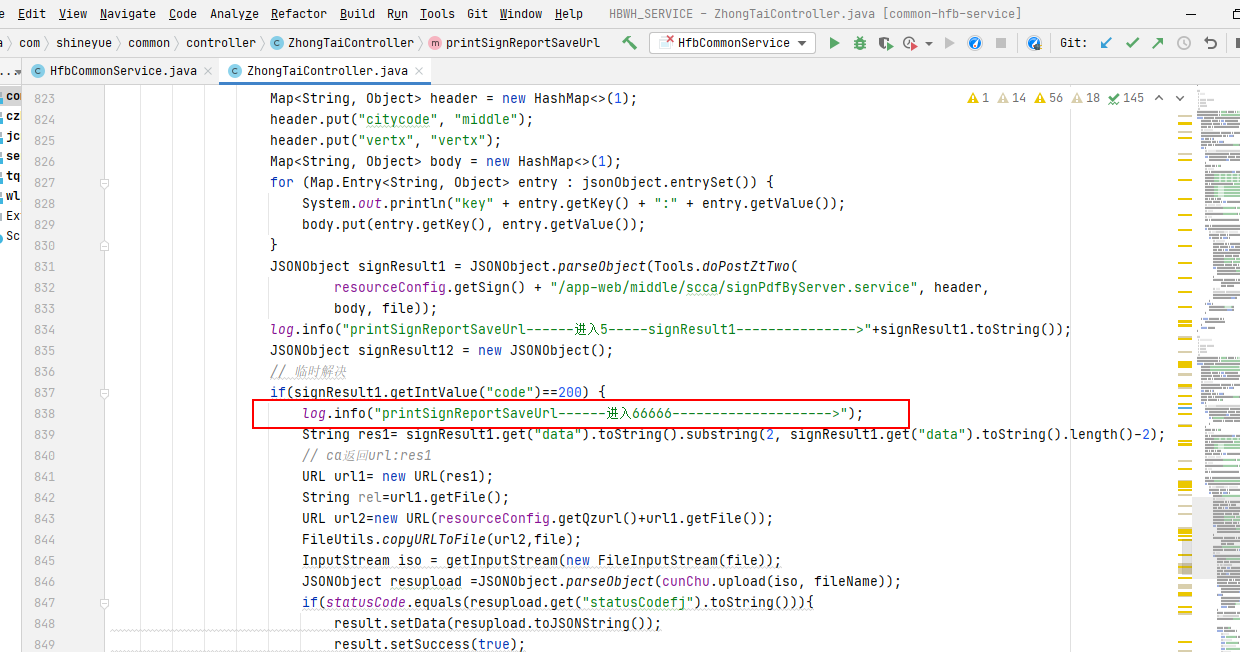 Edit View Navigate Code Analyze Refactor Build Run Tools Git Window Help HBWH_SERVICE - ZhongTaiController.java [common-hfb-service]
com shineyue common controller ZhongTaiController printSignReportSaveUrl HfbCommonService Git:
HfbCommonService.java ZhongTaiController.java
1 14 56 18 145
823 Map<String, Object> header = new HashMap<>(1);
824 header.put("citycode", "middle");
825 header.put("vertx", "vertx");
826 Map<String, Object> body = new HashMap<>(1);
827 for (Map.Entry<String, Object> entry : jsonObject.entrySet()) {
828 System.out.println("key" + entry.getKey() + ":" + entry.getValue());
829 body.put(entry.getKey(), entry.getValue());
830 }
831 JSONObject signResult1 = JSONObject.parseObject(Tools.doPostZtTwo(
832 resourceConfig.getSign() + "/app-web/middle/scca/signPdfByServer.service", header,
833 body, file));
834 log.info("printSignReportSaveUrl------进入5-----signResult1--------------->"+signResult1.toString());
835 JSONObject signResult12 = new JSONObject();
836 // 临时解决
837 if(signResult1.getIntValue("code")==200) {
838 log.info("printSignReportSaveUrl------进入66666-------------------->");
839 String res1= signResult1.get("data").toString().substring(2, signResult1.get("data").toString().length()-2);
840 // ca返回url:res1
841 URL url1= new URL(res1);
842 String rel=url1.getFile();
843 URL url2=new URL(resourceConfig.getQzurl()+url1.getFile());
844 FileUtils.copyURLToFile(url2,file);
845 InputStream iso = getInputStream(new FileInputStream(file));
846 JSONObject resupload =JSONObject.parseObject(cunChu.upload(iso, fileName));
847 if(statusCode.equals(resupload.get("statusCodefj").toString())){
848 result.setData(resupload.toJSONString());
849 result.setSuccess(true);